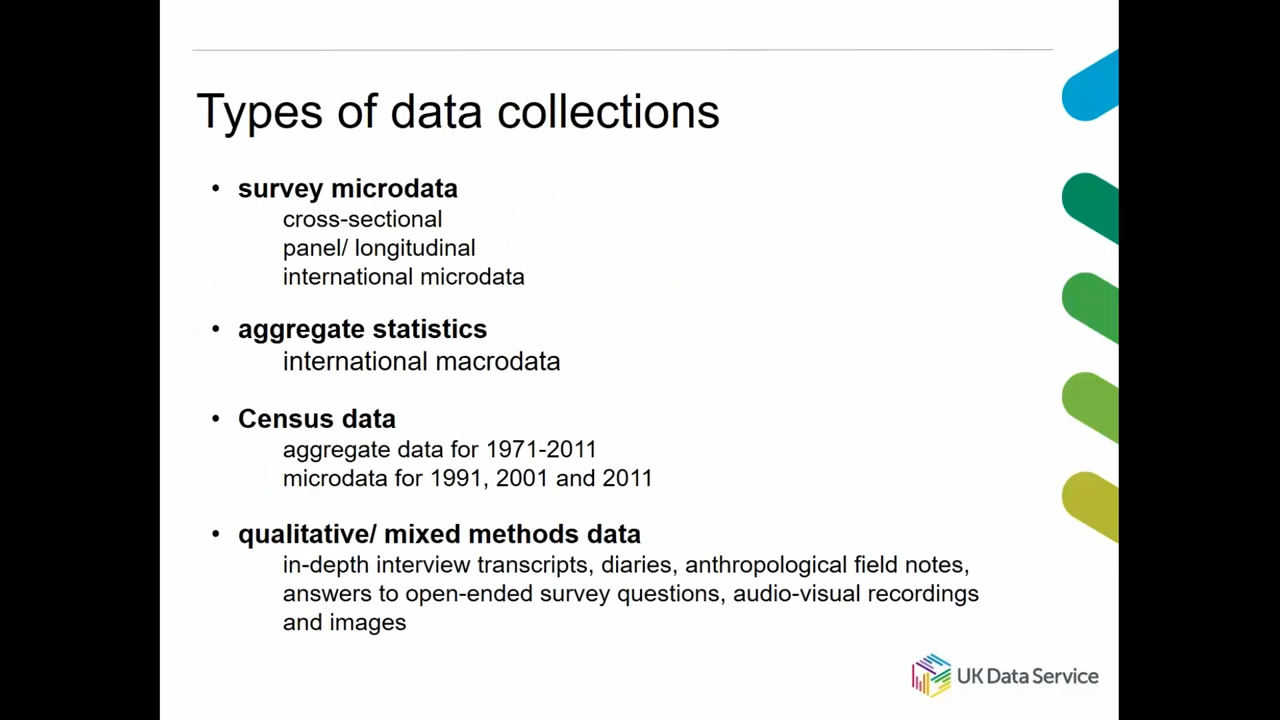 Types of data collections
• survey microdata
cross-sectional
panel/ longitudinal
international microdata
• aggregate statistics
international macrodata
• Census data
aggregate data for 1971-2011
microdata for 1991, 2001 and 2011
• qualitative/ mixed methods data
in-depth interview transcripts, diaries, anthropological field notes,
answers to open-ended survey questions, audio-visual recordings
and images
UK Data Service